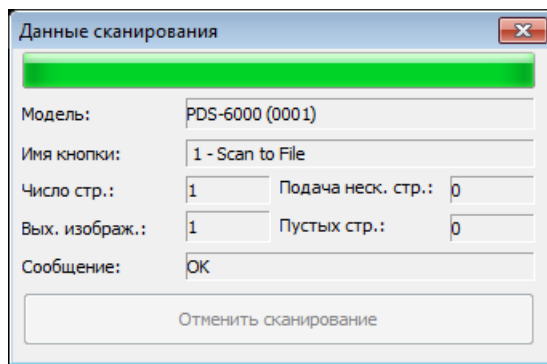 Данные сканирования
Модель: PDS-6000 (0001)
Имя кнопки: 1 - Scan to File
Число стр.: 1 Подача неск. стр.: 0
Вых. изображ.: 1 Пустых стр.: 0
Сообщение: OK
Отменить сканирование